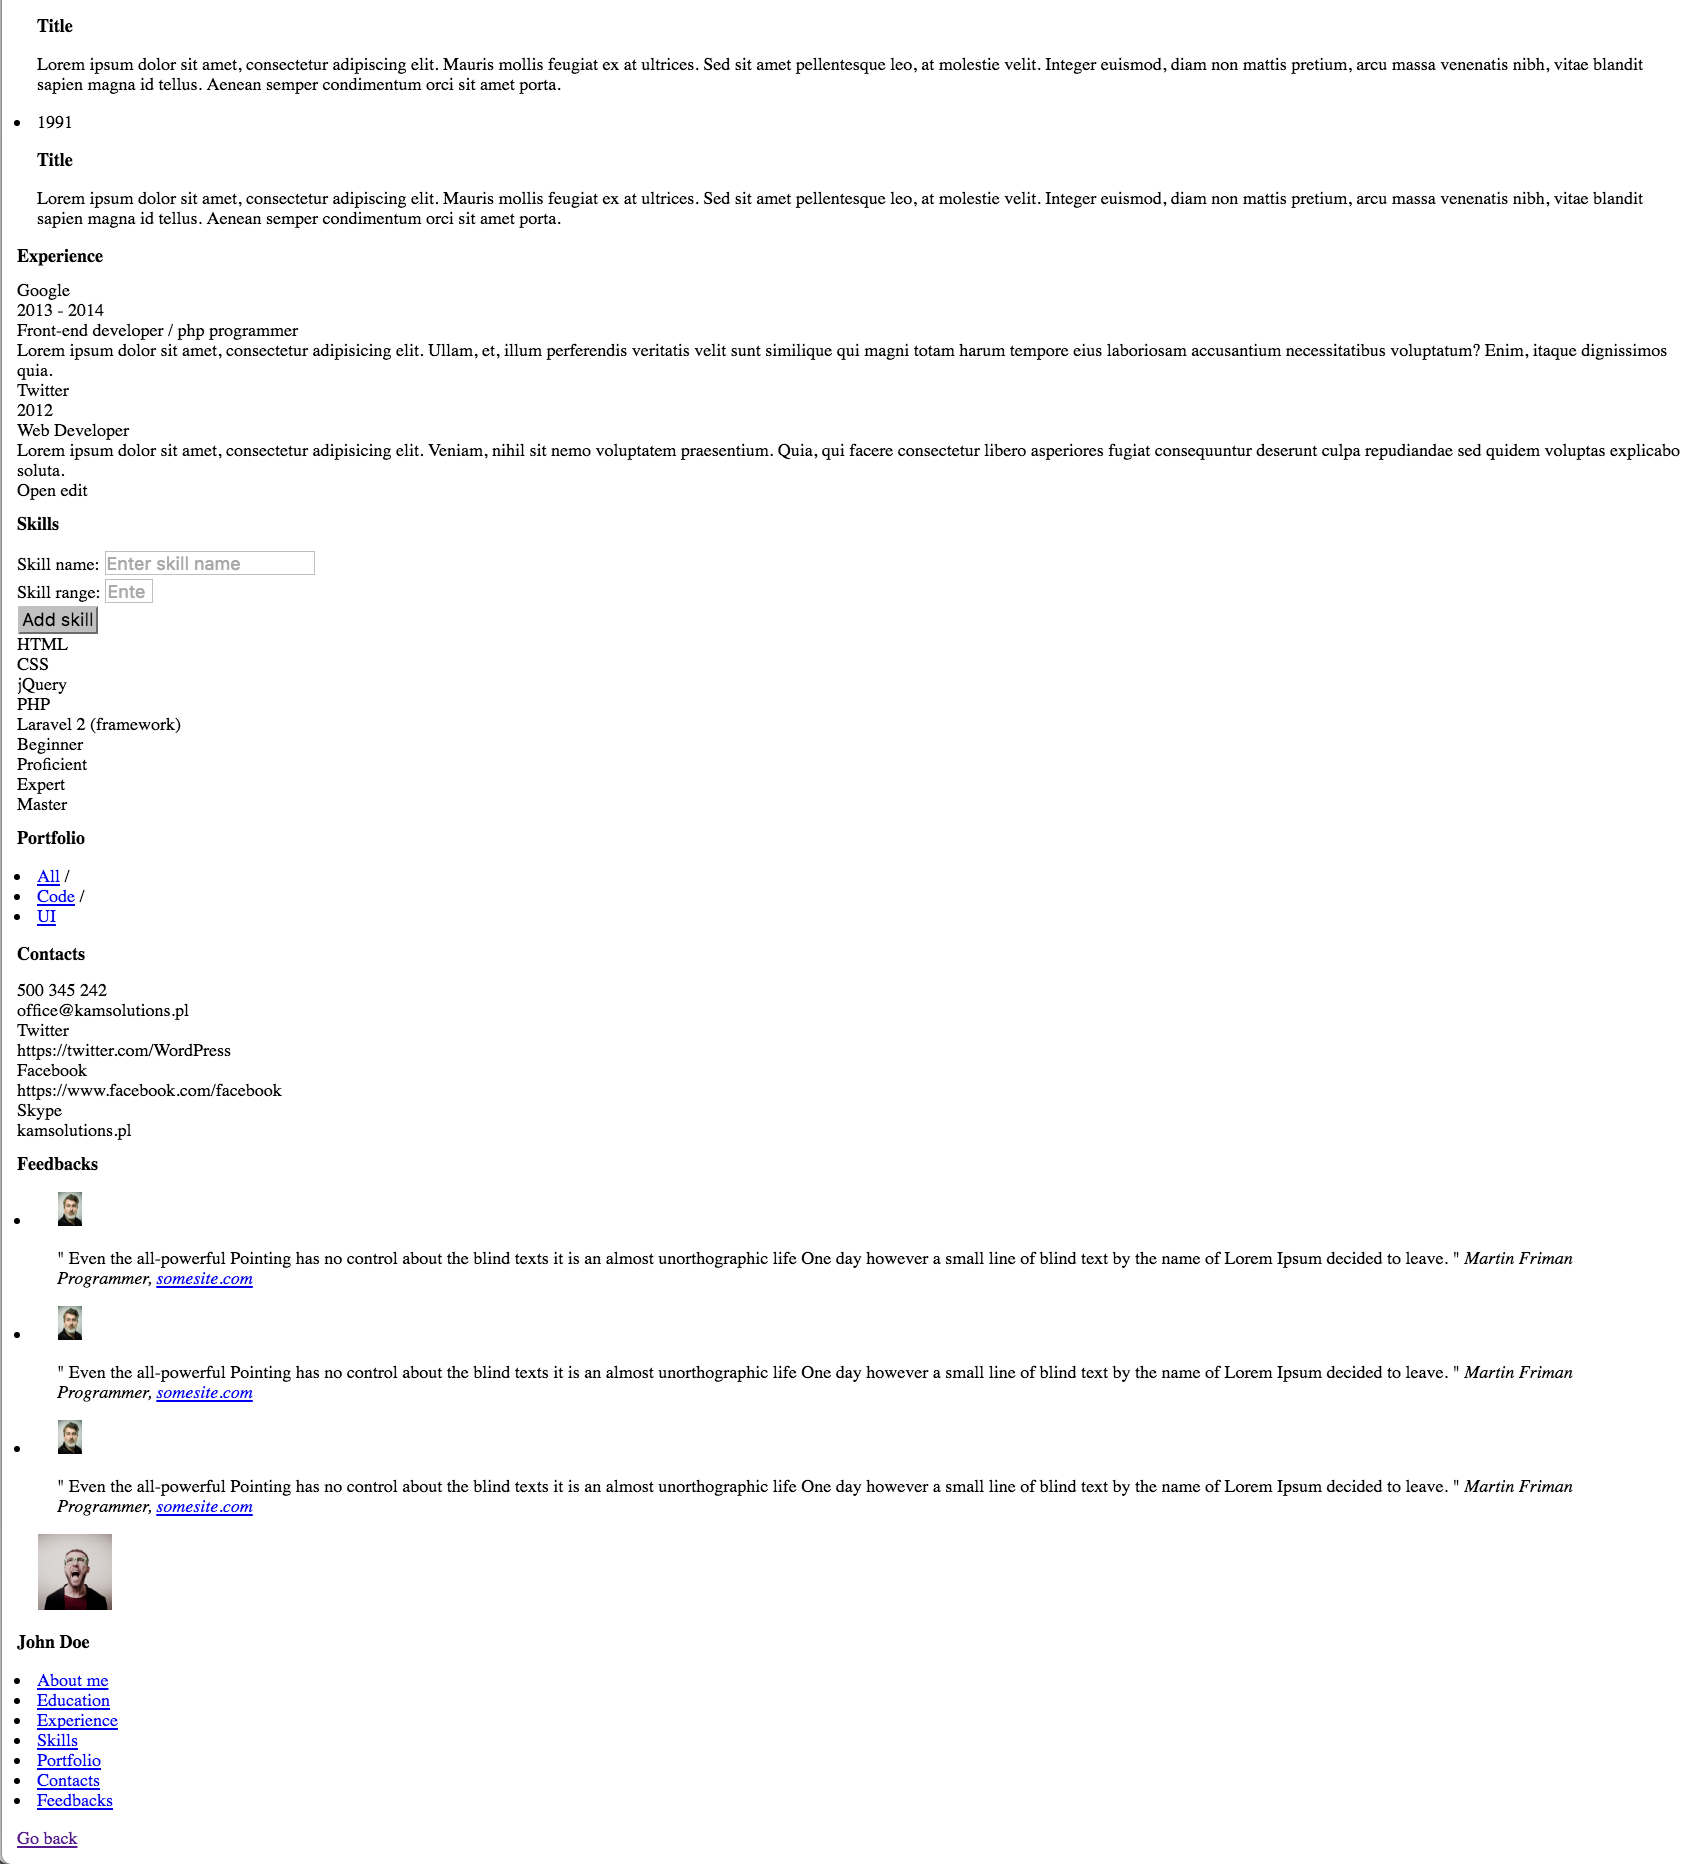 Title
Lorem ipsum dolor sit amet, consectetur adipiscing elit. Mauris mollis feugiat ex at ultrices. Sed sit amet pellentesque leo, at molestie velit. Integer euismod, diam non mattis pretium, arcu massa venenatis nibh, vitae blandit
sapien magna id tellus. Aenean semper condimentum orci sit amet porta.
1991
Title
Lorem ipsum dolor sit amet, consectetur adipiscing elit. Mauris mollis feugiat ex at ultrices. Sed sit amet pellentesque leo, at molestie velit. Integer euismod, diam non mattis pretium, arcu massa venenatis nibh, vitae blandit
sapien magna id tellus. Aenean semper condimentum orci sit amet porta.
Experience
Google
2013 - 2014
Front-end developer / php programmer
Lorem ipsum dolor sit amet, consectetur adipisicing elit. Ullam, et, illum perferendis veritatis velit sunt similique qui magni totam harum tempore eius laboriosam accusantium necessitatibus voluptatum? Enim, itaque dignissimos
quia.
Twitter
2012
Web Developer
Lorem ipsum dolor sit amet, consectetur adipisicing elit. Veniam, nihil sit nemo voluptatem praesentium. Quia, qui facere consectetur libero asperiores fugiat consequuntur deserunt culpa repudiandae sed quidem voluptas explicabo
soluta.
Open edit
Skills
Skill name: Enter skill name
Skill range: Ente
Add skill
HTML
CSS
jQuery
PHP
Laravel 2 (framework)
Beginner
Proficient
Expert
Master
Portfolio
All /
Code /
UI
Contacts
500 345 242
office@kamsolutions.pl
Twitter
https://twitter.com/WordPress
Facebook
https://www.facebook.com/facebook
Skype
kamsolutions.pl
Feedbacks
" Even the all-powerful Pointing has no control about the blind texts it is an almost unorthographic life One day however a small line of blind text by the name of Lorem Ipsum decided to leave. " Martin Friman
Programmer, somesite.com
" Even the all-powerful Pointing has no control about the blind texts it is an almost unorthographic life One day however a small line of blind text by the name of Lorem Ipsum decided to leave. " Martin Friman
Programmer, somesite.com
" Even the all-powerful Pointing has no control about the blind texts it is an almost unorthographic life One day however a small line of blind text by the name of Lorem Ipsum decided to leave. " Martin Friman
Programmer, somesite.com
John Doe
About me
Education
Experience
Skills
Portfolio
Contacts
Feedbacks
Go back